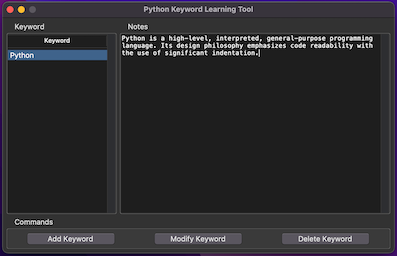 Python Keyword Learning Tool
Keyword
Notes
Keyword
Python
Python is a high-level, interpreted, general-purpose programming
language. Its design philosophy emphasizes code readability with
the use of significant indentation.
Commands
Add Keyword
Modify Keyword
Delete Keyword